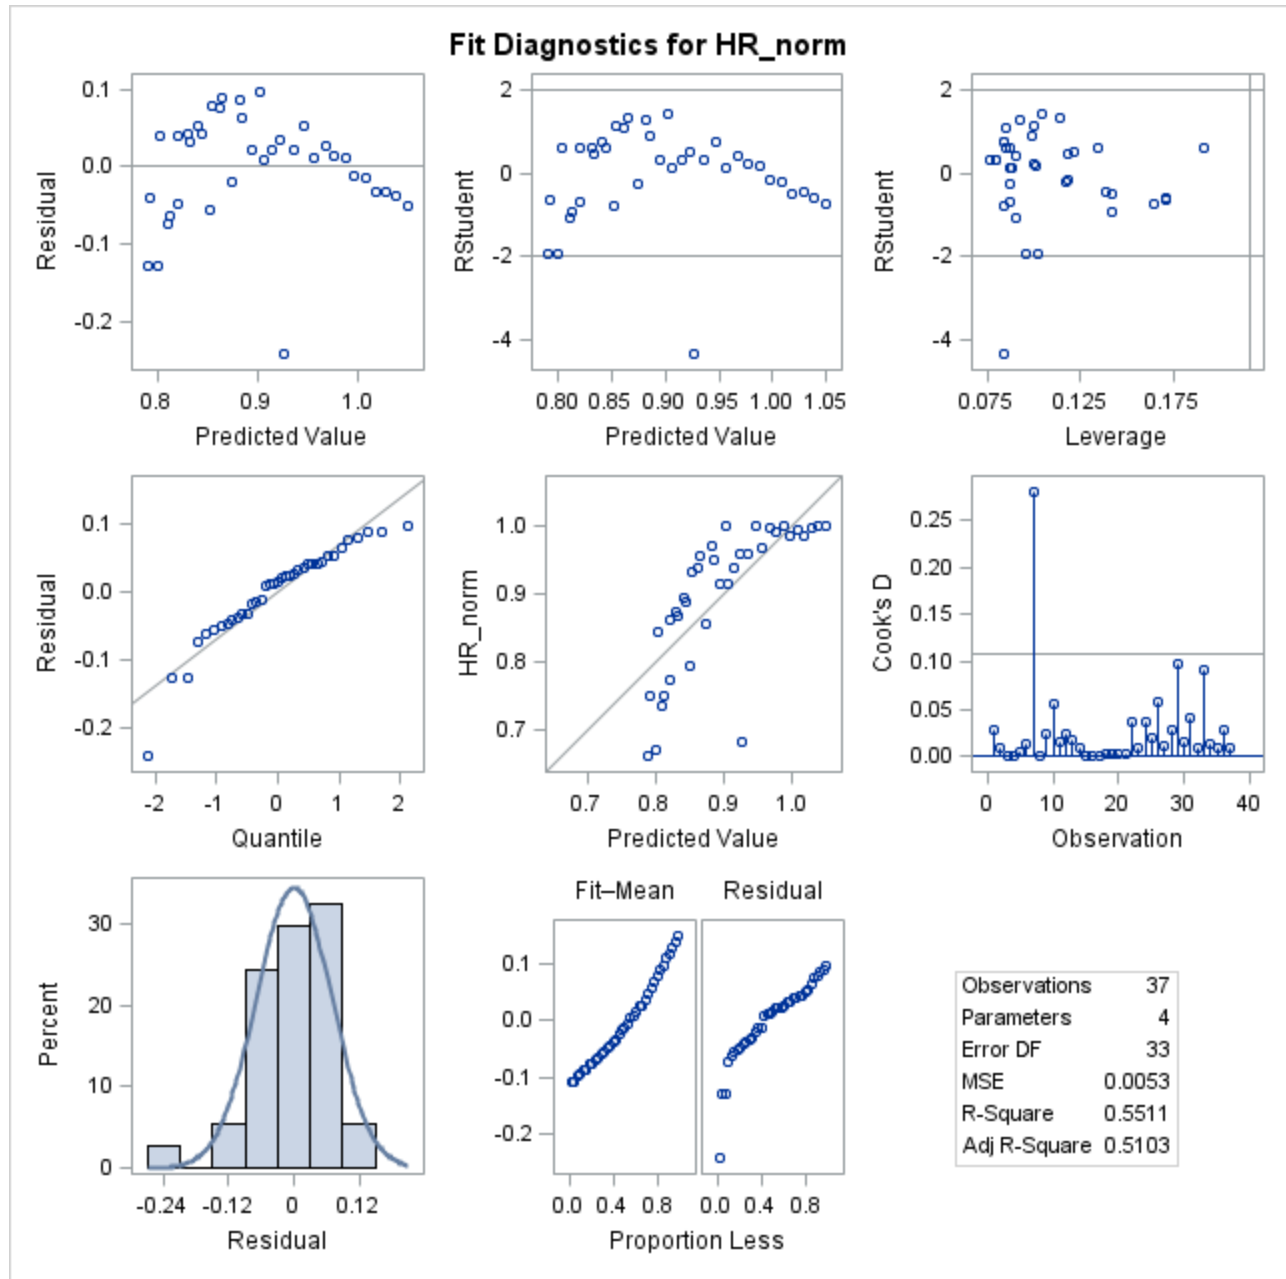 Fit Diagnostics for HR_norm
0.1
0.0
-0.1
-0.2
Residual
0.8 0.9 1.0
Predicted Value
2
0
-2
-4
RStudent
0.80 0.85 0.90 0.95 1.00 1.05
Predicted Value
2
0
-2
-4
RStudent
0.075 0.125 0.175
Leverage
0.1
0.0
-0.1
-0.2
Residual
-2 -1 0 1 2
Quantile
1.0
0.9
0.8
0.7
HR_norm
0.7 0.8 0.9 1.0
Predicted Value
0.25
0.20
0.15
0.10
0.05
0.00
Cook's D
0 10 20 30 40
Observation
30
20
10
0
Percent
-0.24 -0.12 0 0.12
Residual
Fit–Mean Residual
0.1
0.0
-0.1
-0.2
0.0 0.4 0.8 0.0 0.4 0.8
Proportion Less
Observations 37
Parameters 4
Error DF 33
MSE 0.0053
R-Square 0.5511
Adj R-Square 0.5103